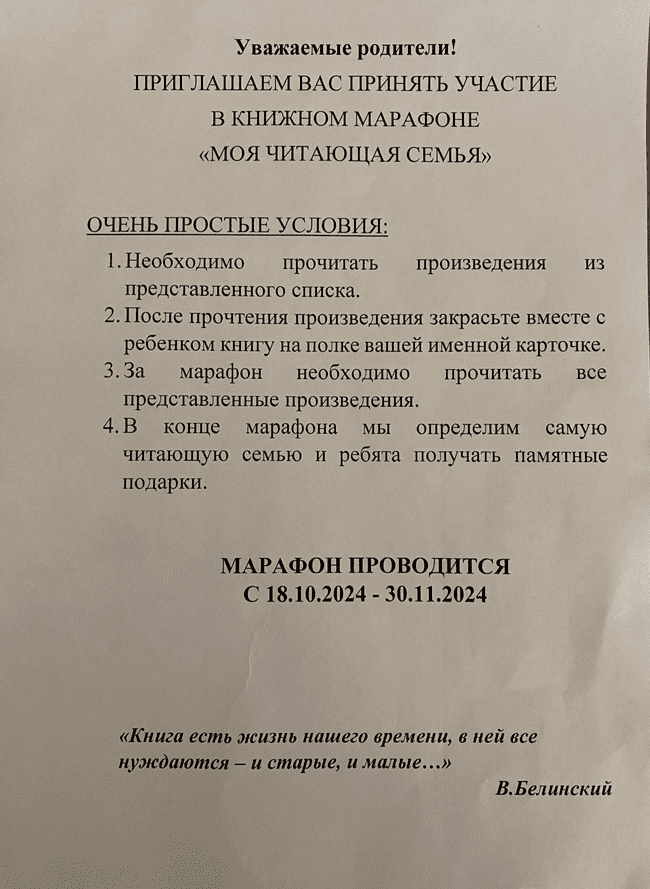 Уважаемые родители!
ПРИГЛАШАЕМ ВАС ПРИНЯТЬ УЧАСТИЕ
В КНИЖНОМ МАРАФОНЕ
«МОЯ ЧИТАЮЩАЯ СЕМЬЯ»
ОЧЕНЬ ПРОСТЫЕ УСЛОВИЯ:
1. Необходимо прочитать произведения из
представленного списка.
2. После прочтения произведения закрасьте вместе с
ребенком книгу на полке вашей именной карточке.
3. За марафон необходимо прочитать все
представленные произведения.
4. В конце марафона мы определим самую
читающую семью и ребята получать памятные
подарки.
МАРАФОН ПРОВОДИТСЯ
С 18.10.2024 - 30.11.2024
«Книга есть жизнь нашего времени, в ней все
нуждаются – и старые, и малые…»
В.Белинский